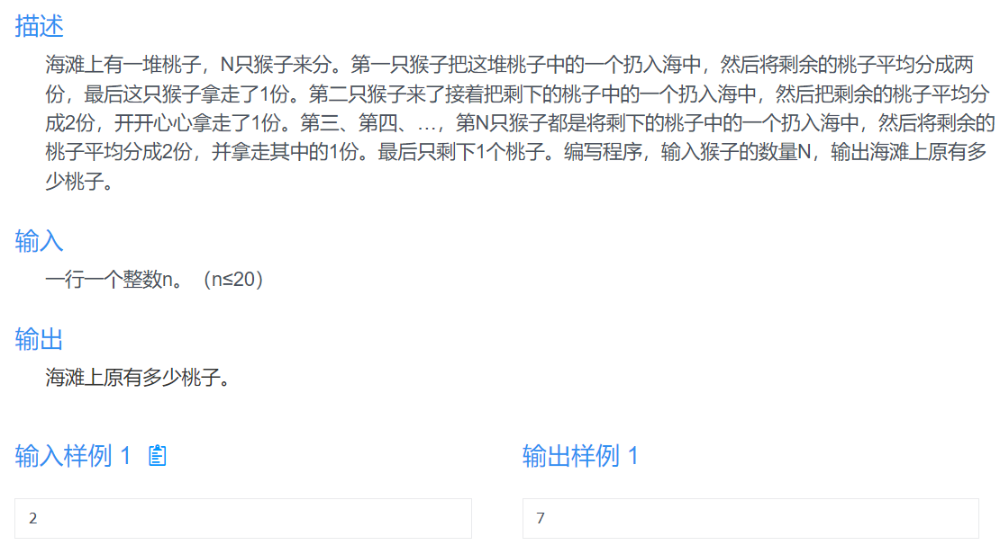 描述
海滩上有一堆桃子，N只猴子来分。第一只猴子把这堆桃子中的一个扔入海中，然后将剩余的桃子平均分成两
份，最后这只猴子拿走了1份。第二只猴子来了接着把剩下的桃子中的一个扔入海中，然后把剩余的桃子平均分
成2份，开开心心拿走了1份。第三、第四、…，第N只猴子都是将剩下的桃子中的一个扔入海中，然后将剩余的
桃子平均分成2份，并拿走其中的1份。最后只剩下1个桃子。编写程序，输入猴子的数量N，输出海滩上原有多
少桃子。
输入
一行一个整数n。（n≤20）
输出
海滩上原有多少桃子。
输入样例 1
输出样例 1
2
7